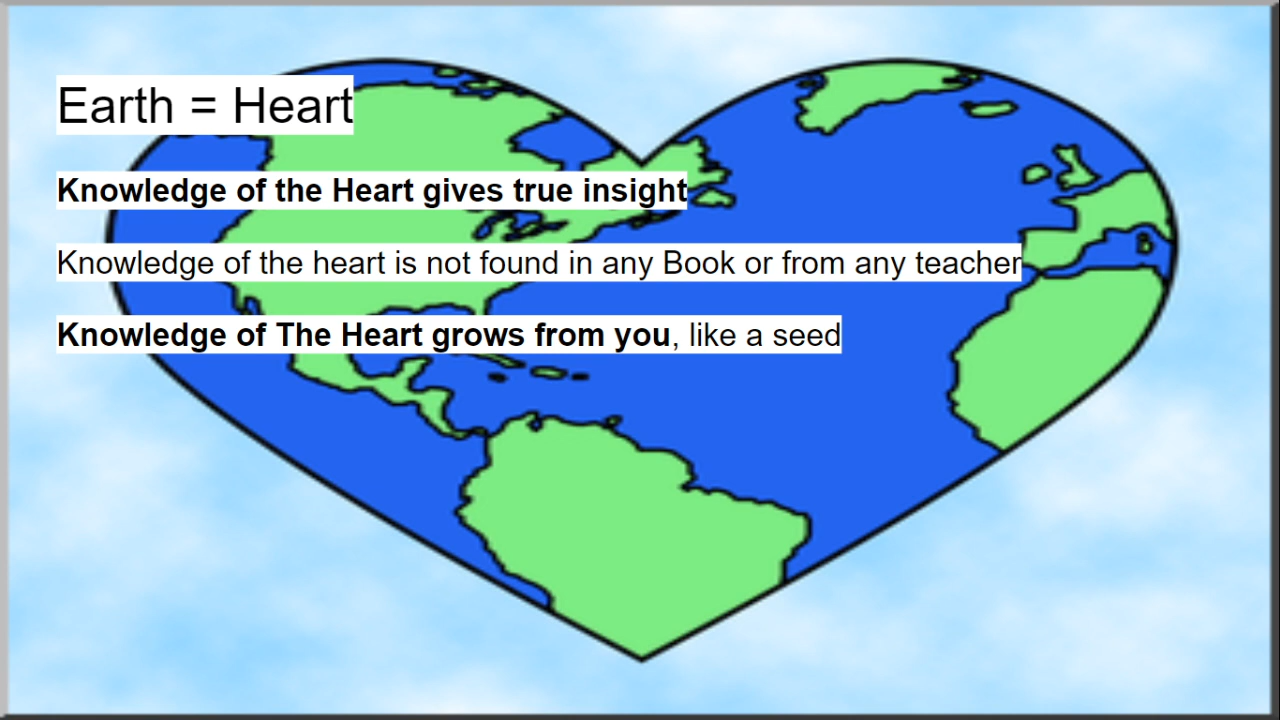 Earth = Heart
Knowledge of the Heart gives true insight
Knowledge of the heart is not found in any Book or from any teacher
Knowledge of The Heart grows from you, like a seed